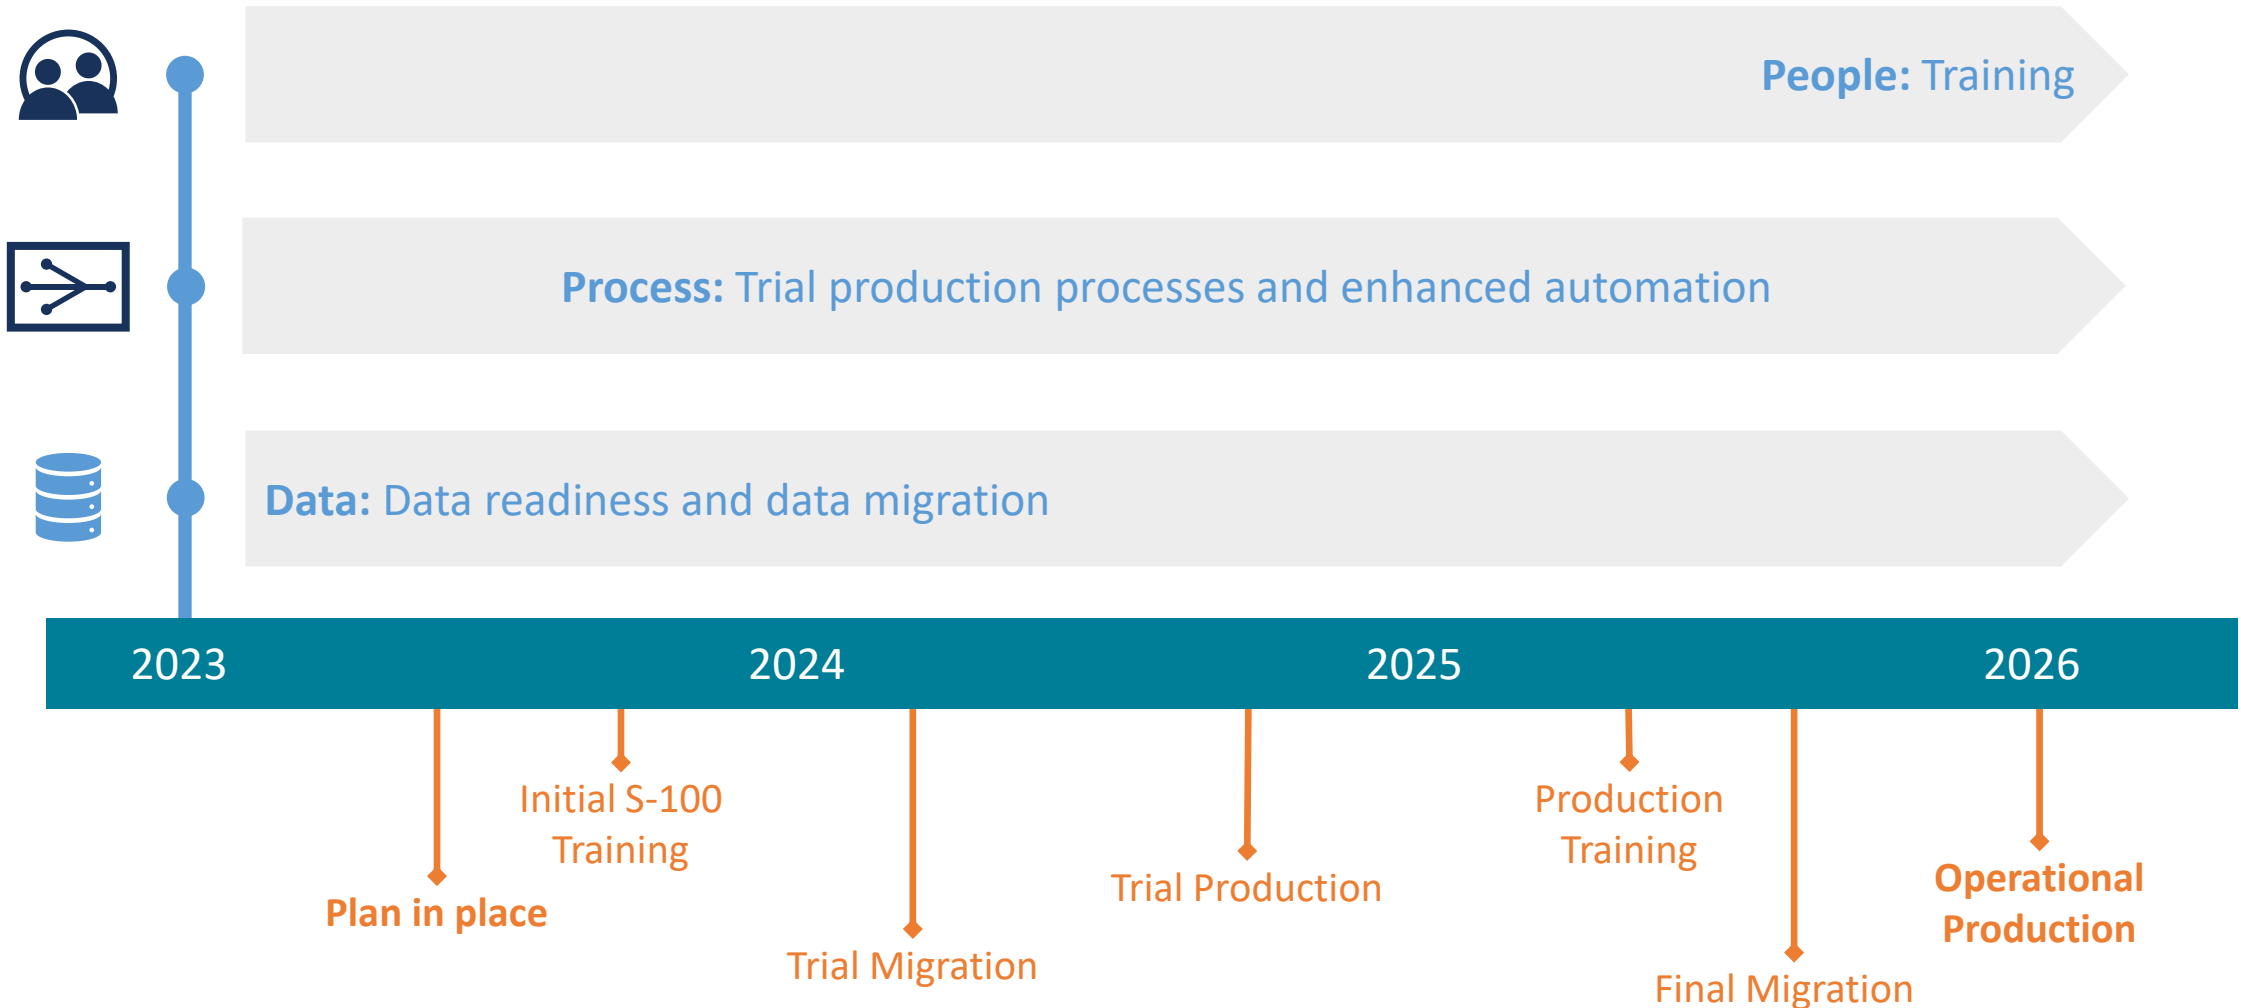 People: Training
Process: Trial production processes and enhanced automation
Data: Data readiness and data migration
2023
2024
2025
2026
Plan in place
Initial S-100
Training
Trial Migration
Trial Production
Production
Training
Final Migration
Operational
Production